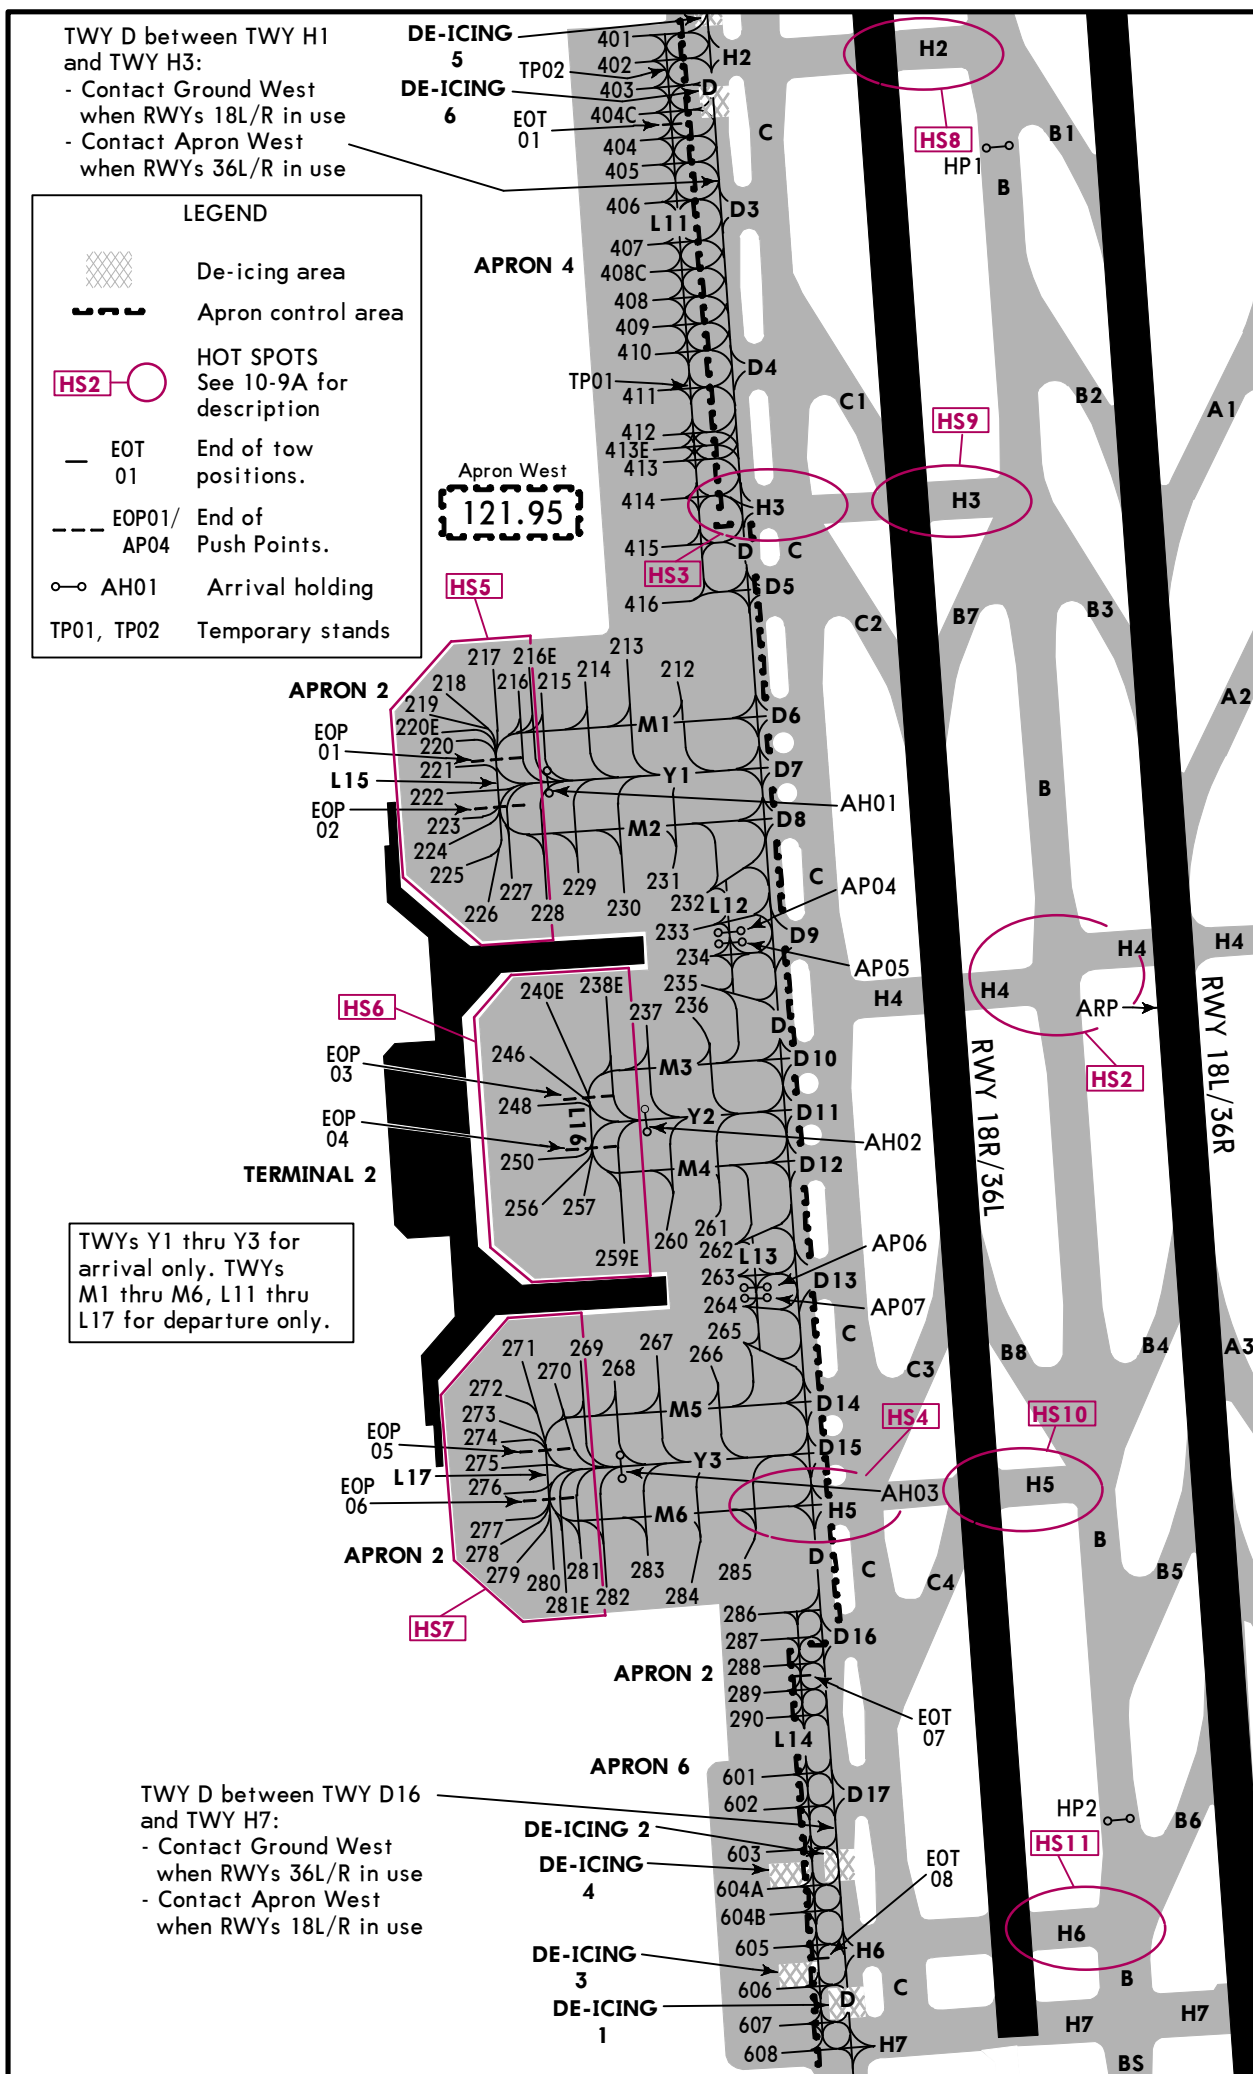 TWY D between TWY H1
and TWY H3:
- Contact Ground West
when RWYs 18L/R in use
- Contact Apron West
when RWYs 36L/R in use
LEGEND
De-icing area
Apron control area
HS2
HOT SPOTS
See 10-9A for
description
EOT
01
End of tow
positions.
EOP01/
AP04
End of
Push Points.
AH01
Arrival holding
TP01, TP02
Temporary stands
DE-ICING
5
DE-ICING
6
401
402
TP02
403
404C
EOT
01
404
405
406
L11
407
408C
408
409
410
TP01
411
412
413E
413
414
415
416
APRON 4
H2
D
D3
D4
H3
D
D5
C
C
H2
HS8
HP1
B1
B
C1
HS9
H3
B2
A1
HS3
C2
B7
B3
A2
Apron West
121.95
HS5
APRON 2
217
216E
213
218
216
215
214
212
219
220E
220
EOP
01
221
L15
222
EOP
02
223
224
225
226
227
228
229
230
231
232
M1
Y1
M2
D6
D7
D8
AH01
B
C
L12
AP04
233
234
235
D9
AP05
H4
H4
H4
H4
ARP
HS2
RWY 18R/36L
RWY 18L/36R
HS6
240E
238E
237
236
D
246
EOP
03
248
L16
EOP
04
250
256
257
259E
260
261
262
M3
Y2
M4
D10
D11
D12
AH02
TERMINAL 2
TWYs Y1 thru Y3 for
arrival only. TWYs
M1 thru M6, L11 thru
L17 for departure only.
L13
AP06
263
264
265
D13
AP07
C
C3
B8
B4
A3
271
269
267
270
268
266
272
273
274
EOP
05
275
L17
276
EOP
06
277
278
279
280
281
281E
282
283
284
285
M5
Y3
M6
D14
D15
HS4
AH03
H5
HS10
H5
APRON 2
HS7
D
C
C4
B
B5
286
287
D16
288
289
290
APRON 2
EOT
07
L14
APRON 6
601
602
D17
TWY D between TWY D16
and TWY H7:
- Contact Ground West
when RWYs 36L/R in use
- Contact Apron West
when RWYs 18L/R in use
DE-ICING 2
603
DE-ICING
4
604A
604B
EOT
08
HP2
B6
HS11
H6
605
H6
DE-ICING
3
606
DE-ICING
1
D
C
B
607
608
H7
H7
H7
BS